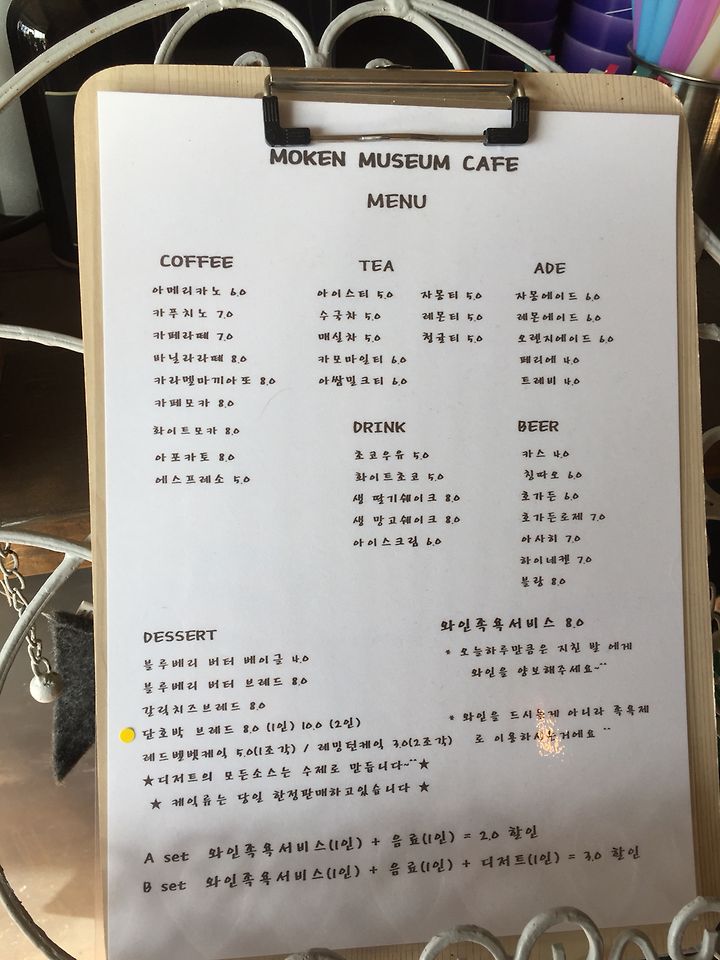 MOKEN MUSEUM CAFE
MENU
COFFEE
아메리카노 6.0
카푸치노 7.0
카페라떼 7.0
바닐라라떼 8.0
카라멜마끼아또 8.0
카페모카 8.0
화이트모카 8.0
아포카토 8.0
에스프레소 5.0
TEA
아이스티 5.0 자몽티 5.0
수국차 5.0 레몬티 5.0
매실차 5.0 청귤티 5.0
카모마일티 6.0
아쌈밀크티 6.0
ADE
자몽에이드 6.0
레몬에이드 6.0
오렌지에이드 6.0
페리에 4.0
트레비 4.0
DRINK
초코우유 5.0
화이트초코 5.0
생 딸기쉐이크 8.0
생 망고쉐이크 8.0
아이스크림 6.0
BEER
카스 4.0
칭따오 6.0
호가든 6.0
호가든로제 7.0
아사히 7.0
하이네켄 7.0
블랑 8.0
DESSERT
블루베리 버터 베이글 4.0
블루베리 버터 브레드 8.0
갈릭치즈브레드 8.0
단호박 브레드 8.0 (1인) 10.0 (2인)
레드벨벳케익 5.0(1조각) / 레밍턴케익 3.0(2조각)
★디저트의 모든소스는 수제로 만듭니다~^^★
★ 케익류는 당일 한정판매하고있습니다 ★
와인족욕서비스 8.0
* 오늘하루만큼은 지친 발 에게
와인을 양보해주세요~^^
* 와인을 드시는게 아니라 족욕제
로 이용하시는거에요 ^^
A set 와인족욕서비스(1인) + 음료(1인) = 2.0 할인
B set 와인족욕서비스(1인) + 음료(1인) + 디저트(1인) = 3.0 할인